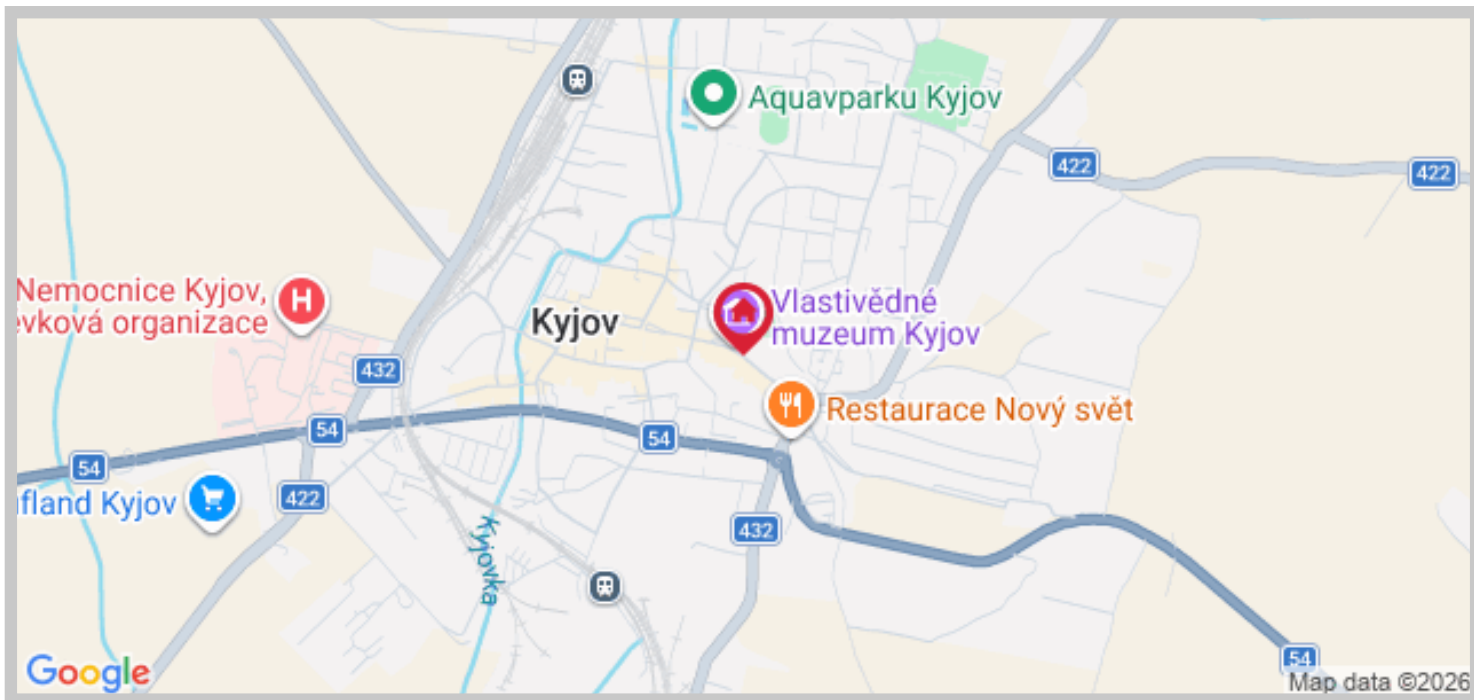 Aquavparku Kyjov
422
422
Nemocnice Kyjov,
evková organizace
H
Vlastivědné
muzeum Kyjov
Kyjov
432
Restaurace Nový svět
54
54
54
ufland Kyjov
422
432
Kyjovka
54
Google
Map data ©2026